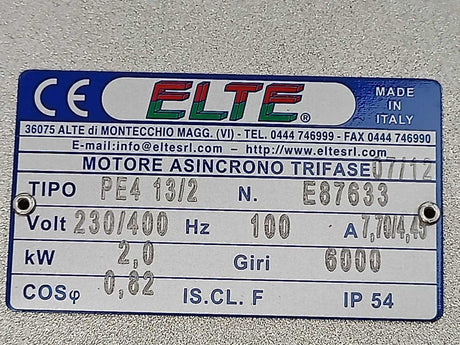 CE ELTE ® MADE IN ITALY
36075 ALTE di MONTECCHIO MAGG. (VI) - TEL. 0444 746999 - FAX 0444 746990
E-mail:info@eltesrl.com – http://www.eltesrl.com
MOTORE ASINCRONO TRIFASE 07/12
TIPO PE4 13/2 N. E87633
Volt 230/400 Hz 100 A 7,70/4,45
kW 2,0 Giri 6000
COSφ 0,82 IS.CL. F IP 54